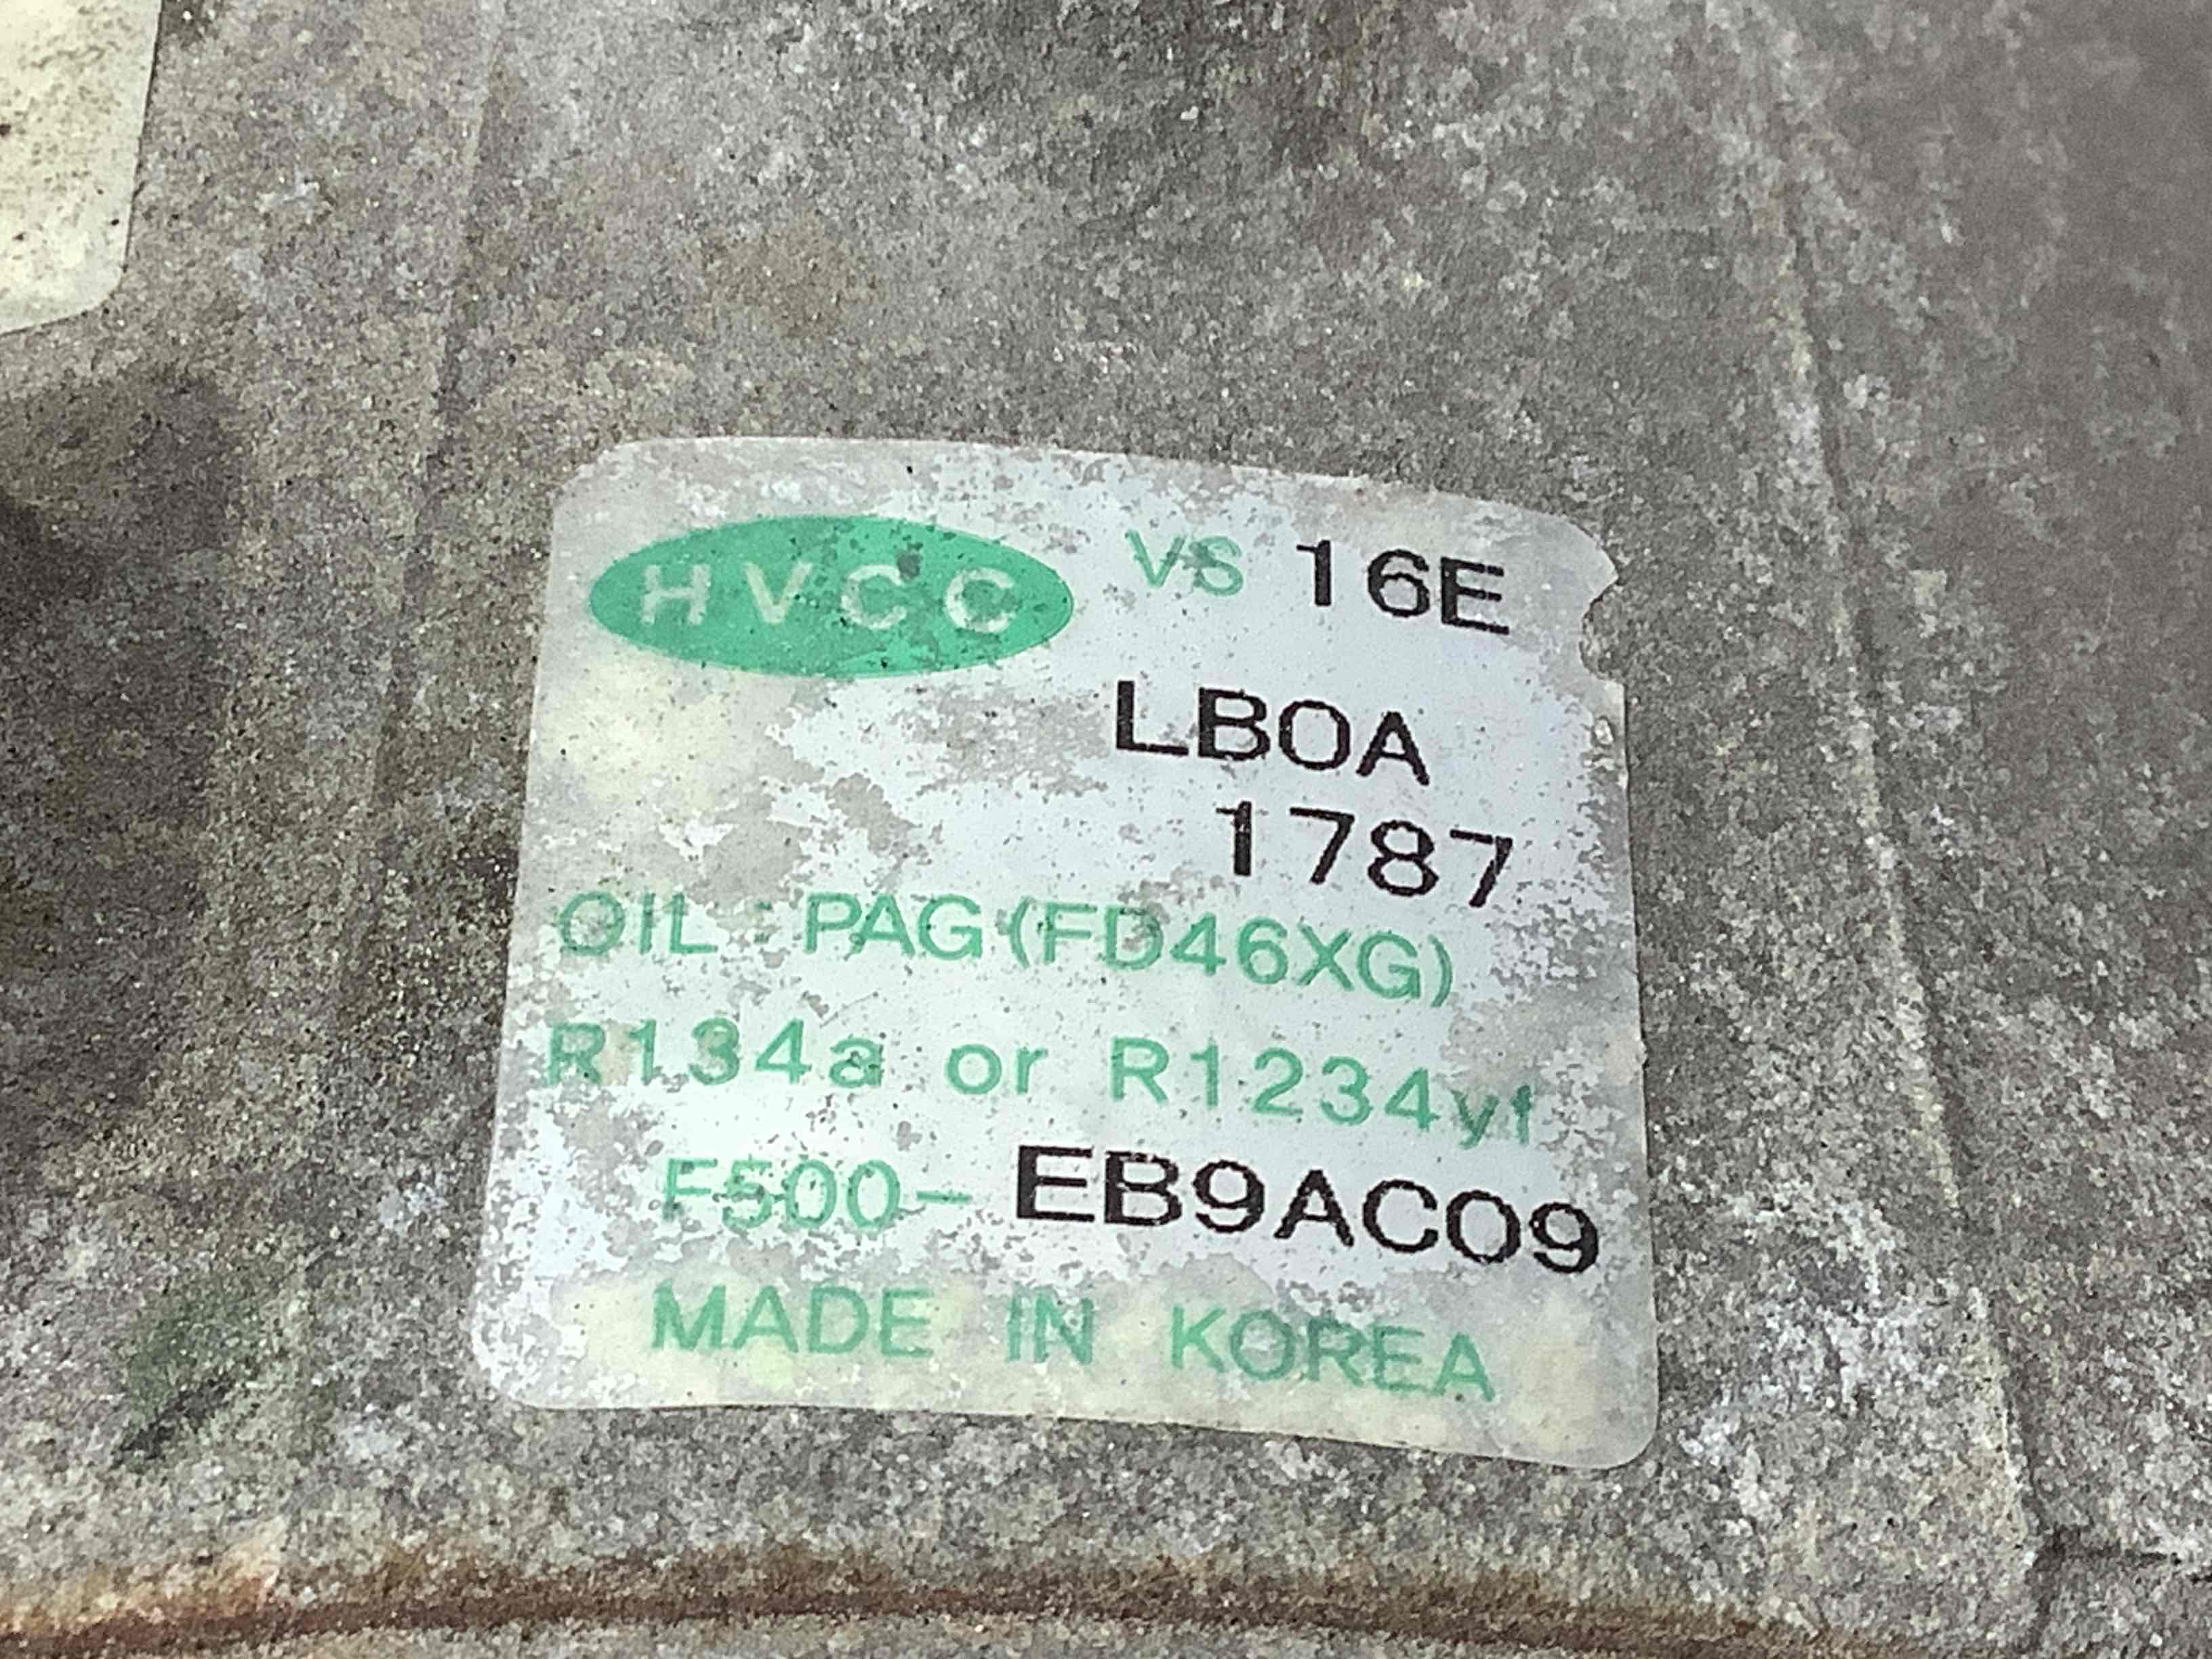 HVCC VS 16E
LB0A
1787
OIL : PAG(FD46XG)
R134a or R1234yf
F500-EB9AC09
MADE IN KOREA